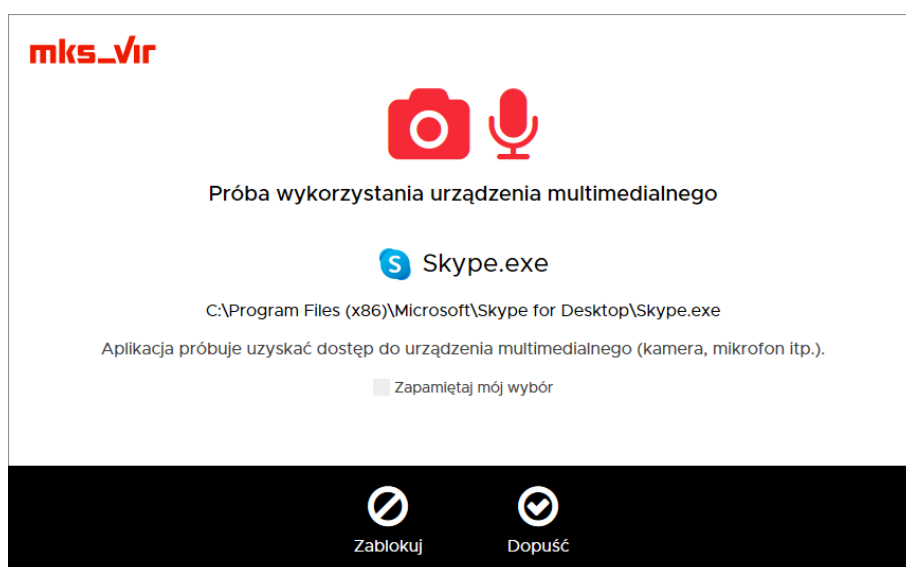 mks_vir
Próba wykorzystania urządzenia multimedialnego
S Skype.exe
C:\Program Files (x86)\Microsoft\Skype for Desktop\Skype.exe
Aplikacja próbuje uzyskać dostęp do urządzenia multimedialnego (kamera, mikrofon itp.).
Zapamiętaj mój wybór
Zablokuj
Dopuść